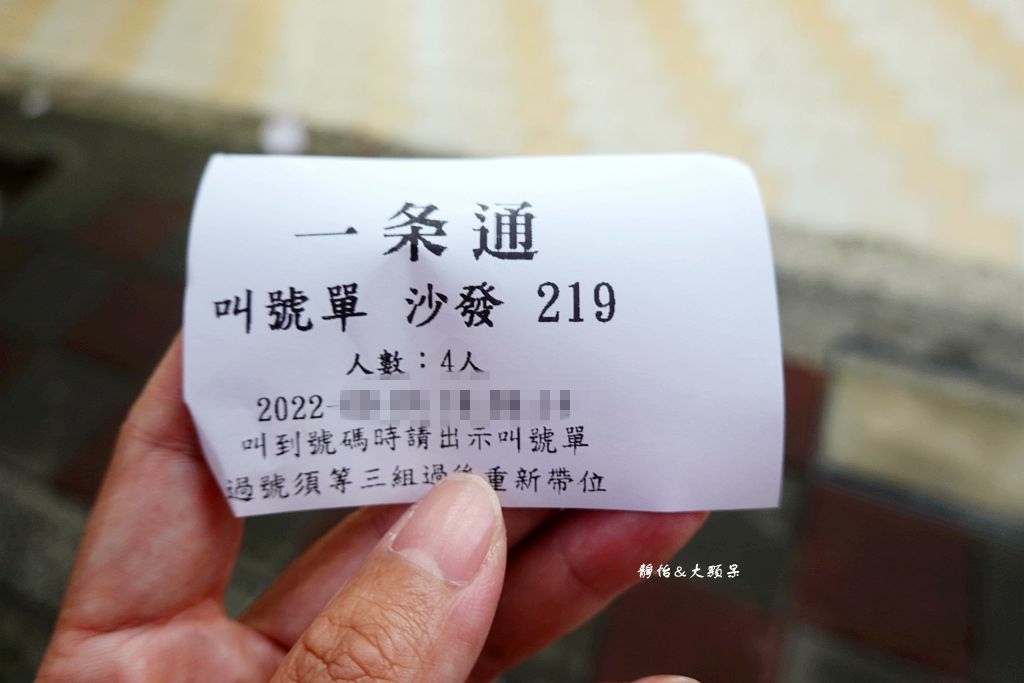 一条通
叫號單 沙發 219
人數：4人
2022-
叫到號碼時請出示叫號單
過號須等三組過後重新帶位
靜怡&大顆呆